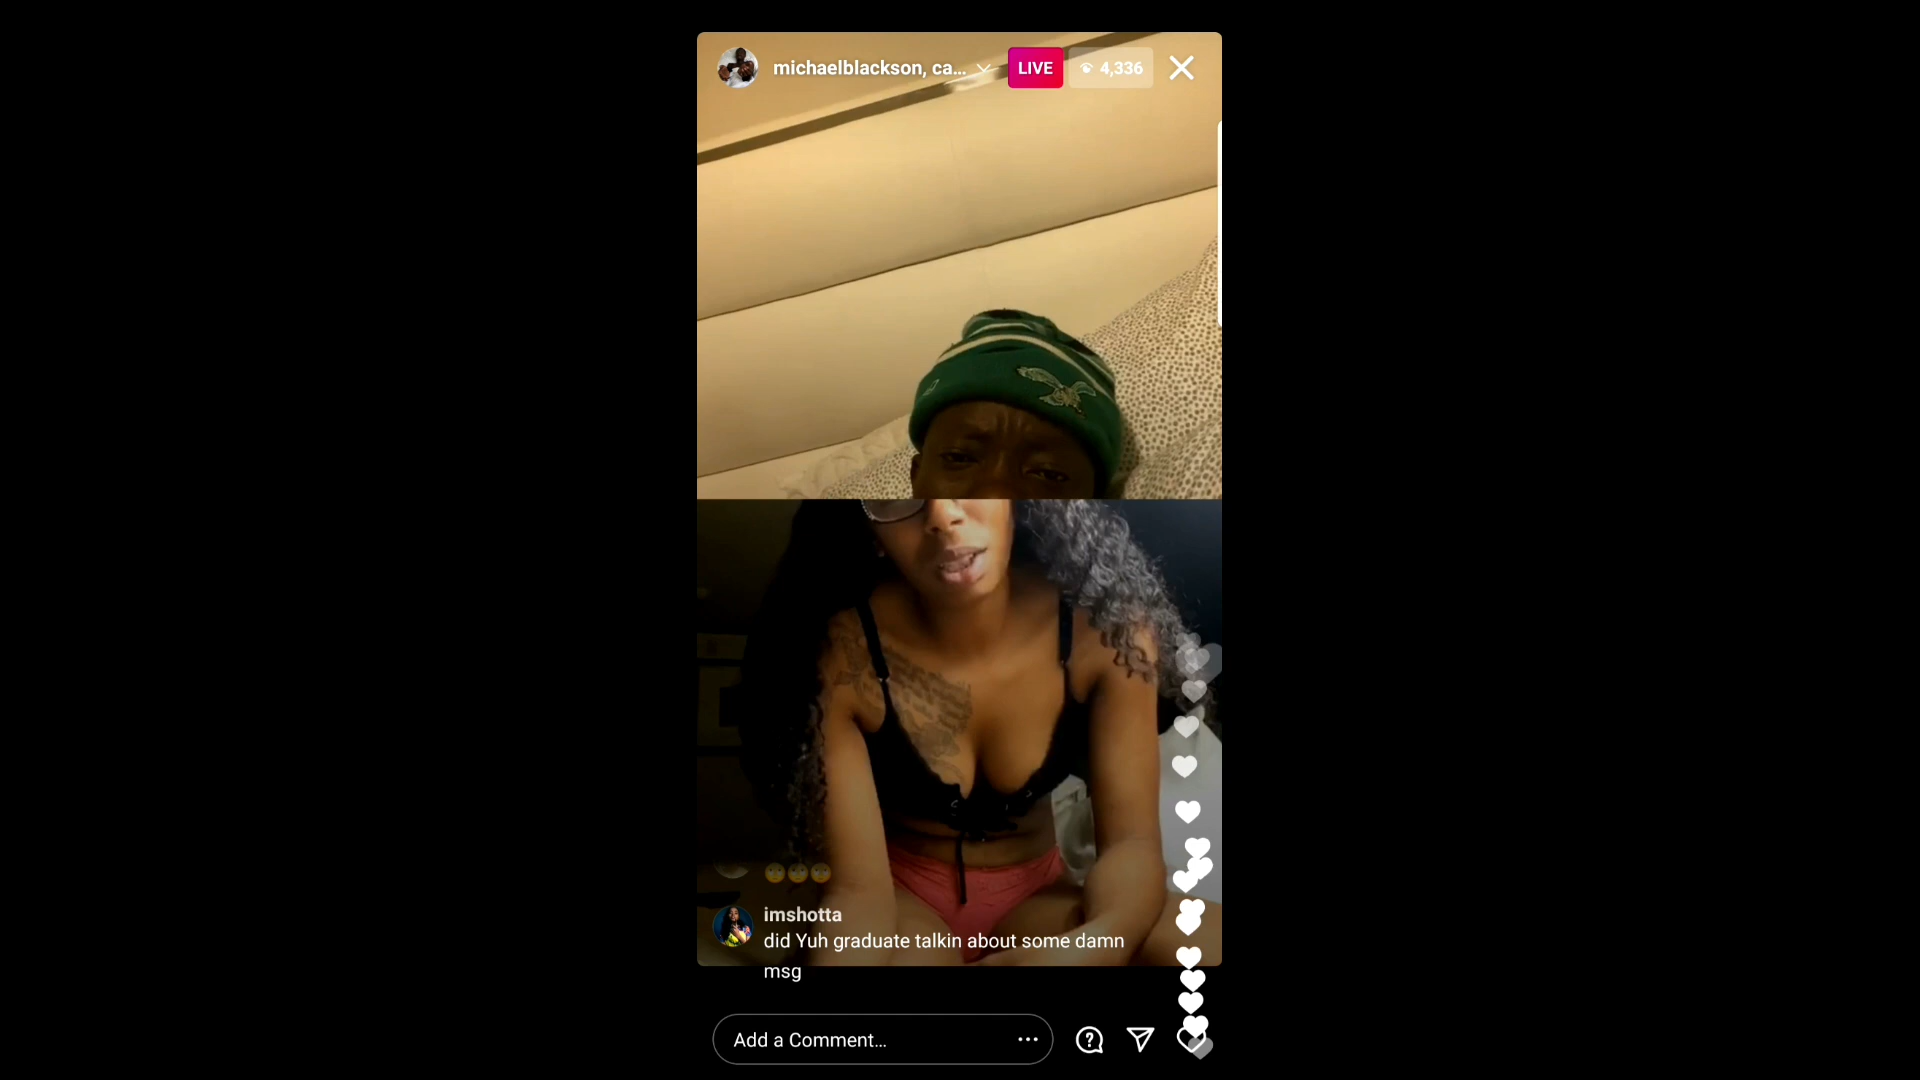 michaelblackson, ca...
LIVE
4,336
imshotta
did Yuh graduate talkin about some damn
msg
Add a Comment...